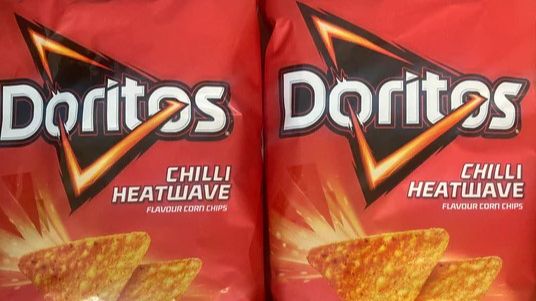 Doritos
CHILLI
HEATWAVE
FLAVOUR CORN CHIPS
Doritos
CHILLI
HEATWAVE
FLAVOUR CORN CHIPS